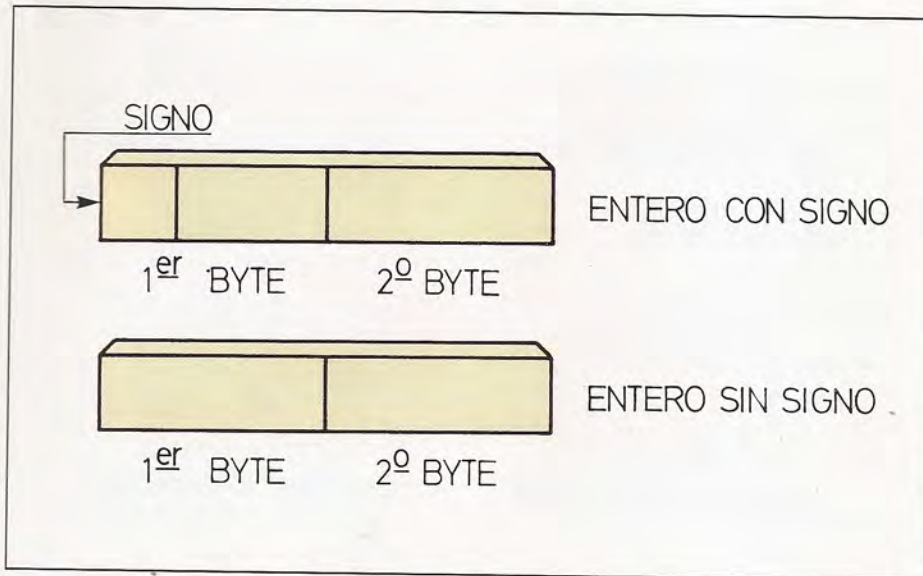 SIGNO
ENTERO CON SIGNO
1er BYTE 2º BYTE
ENTERO SIN SIGNO
1er BYTE 2º BYTE